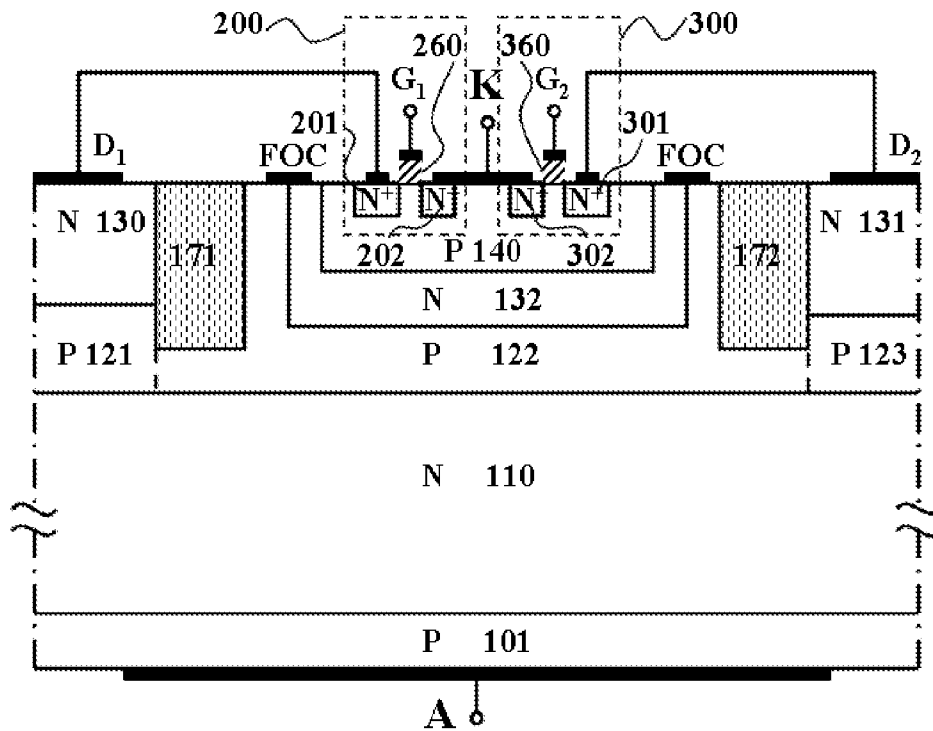 200 260 360 300
G1 K G2
201 301
D1 FOC FOC D2
N+ N+ N+ N+
N 130 171 202 P 140 302 172 N 131
N 132
P 121 P 122 P 123
N 110
P 101
A